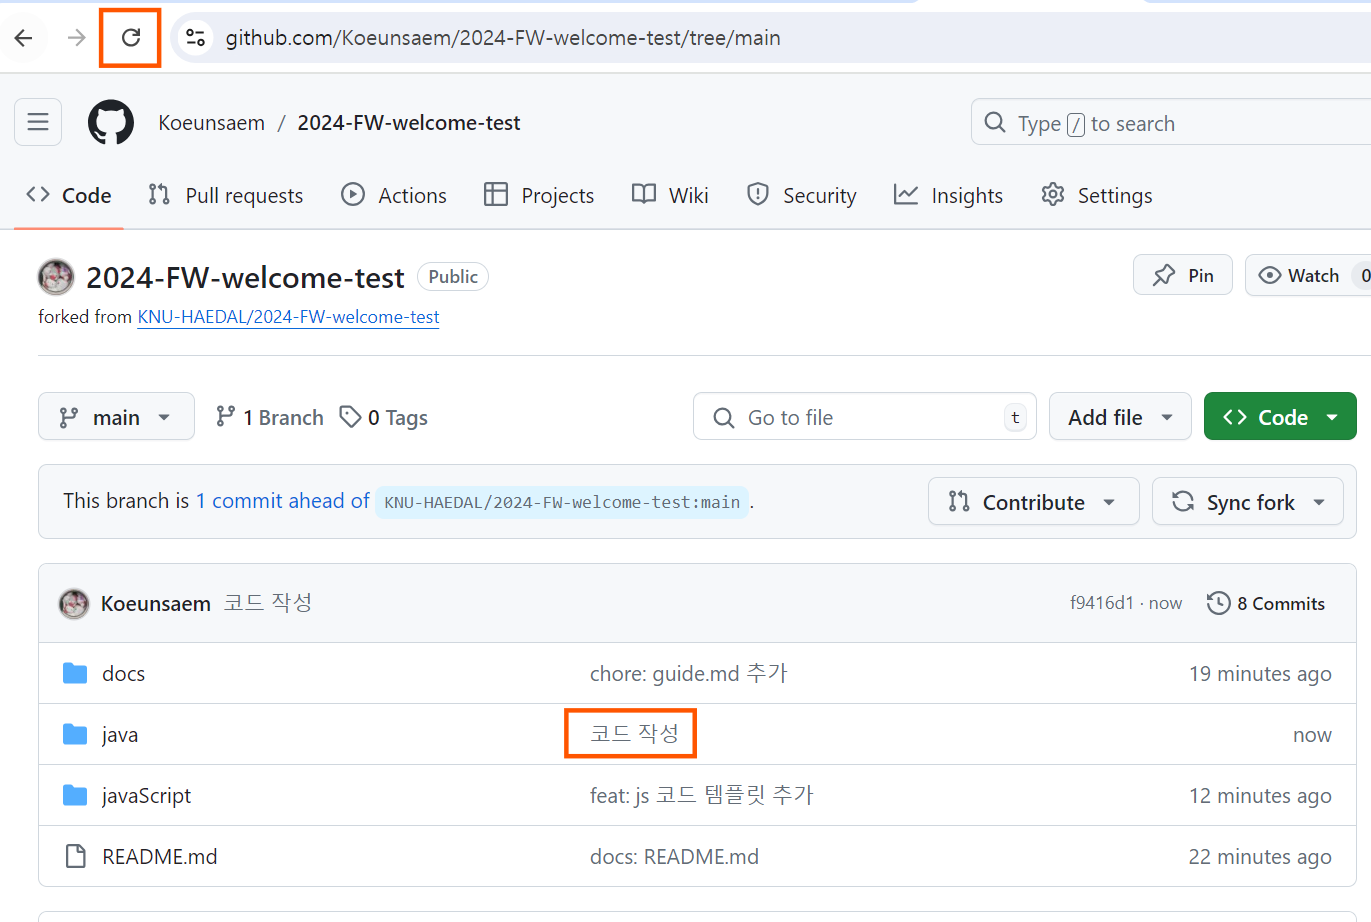 github.com/Koeunsaem/2024-FW-welcome-test/tree/main
Koeunsaem / 2024-FW-welcome-test
Type / to search
Code Pull requests Actions Projects Wiki Security Insights Settings
2024-FW-welcome-test Public
Pin Watch 0
forked from KNU-HAEDAL/2024-FW-welcome-test
main 1 Branch 0 Tags Go to file t Add file Code
This branch is 1 commit ahead of KNU-HAEDAL/2024-FW-welcome-test:main . Contribute Sync fork
Koeunsaem 코드 작성 f9416d1 · now 8 Commits
docs chore: guide.md 추가 19 minutes ago
java 코드 작성 now
javaScript feat: js 코드 템플릿 추가 12 minutes ago
README.md docs: README.md 22 minutes ago